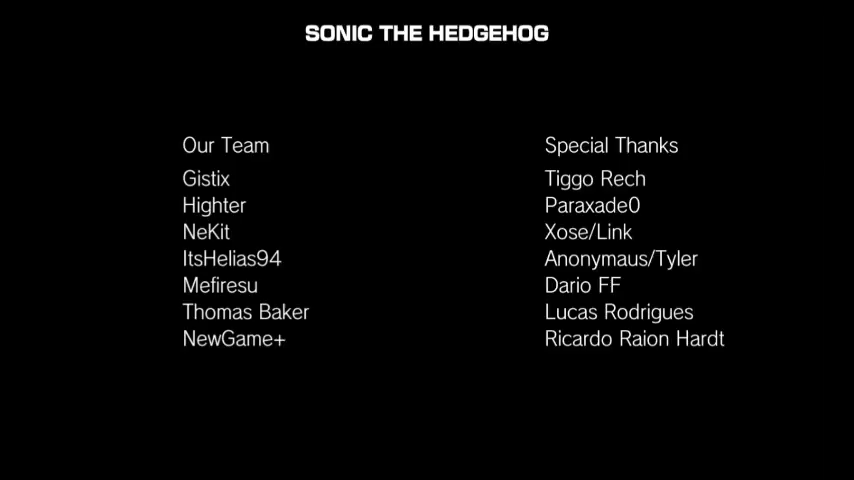 SONIC THE HEDGEHOG
Our Team
Gistix
Highter
NeKit
ItsHelias94
Mefiresu
Thomas Baker
NewGame+
Special Thanks
Tiggo Rech
Paraxade0
Xose/Link
Anonymaus/Tyler
Dario FF
Lucas Rodrigues
Ricardo Raion Hardt